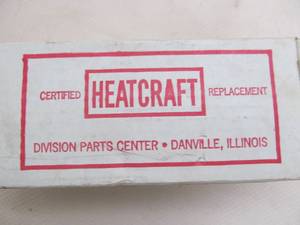 CERTIFIED HEATCRAFT REPLACEMENT
DIVISION PARTS CENTER • DANVILLE, ILLINOIS